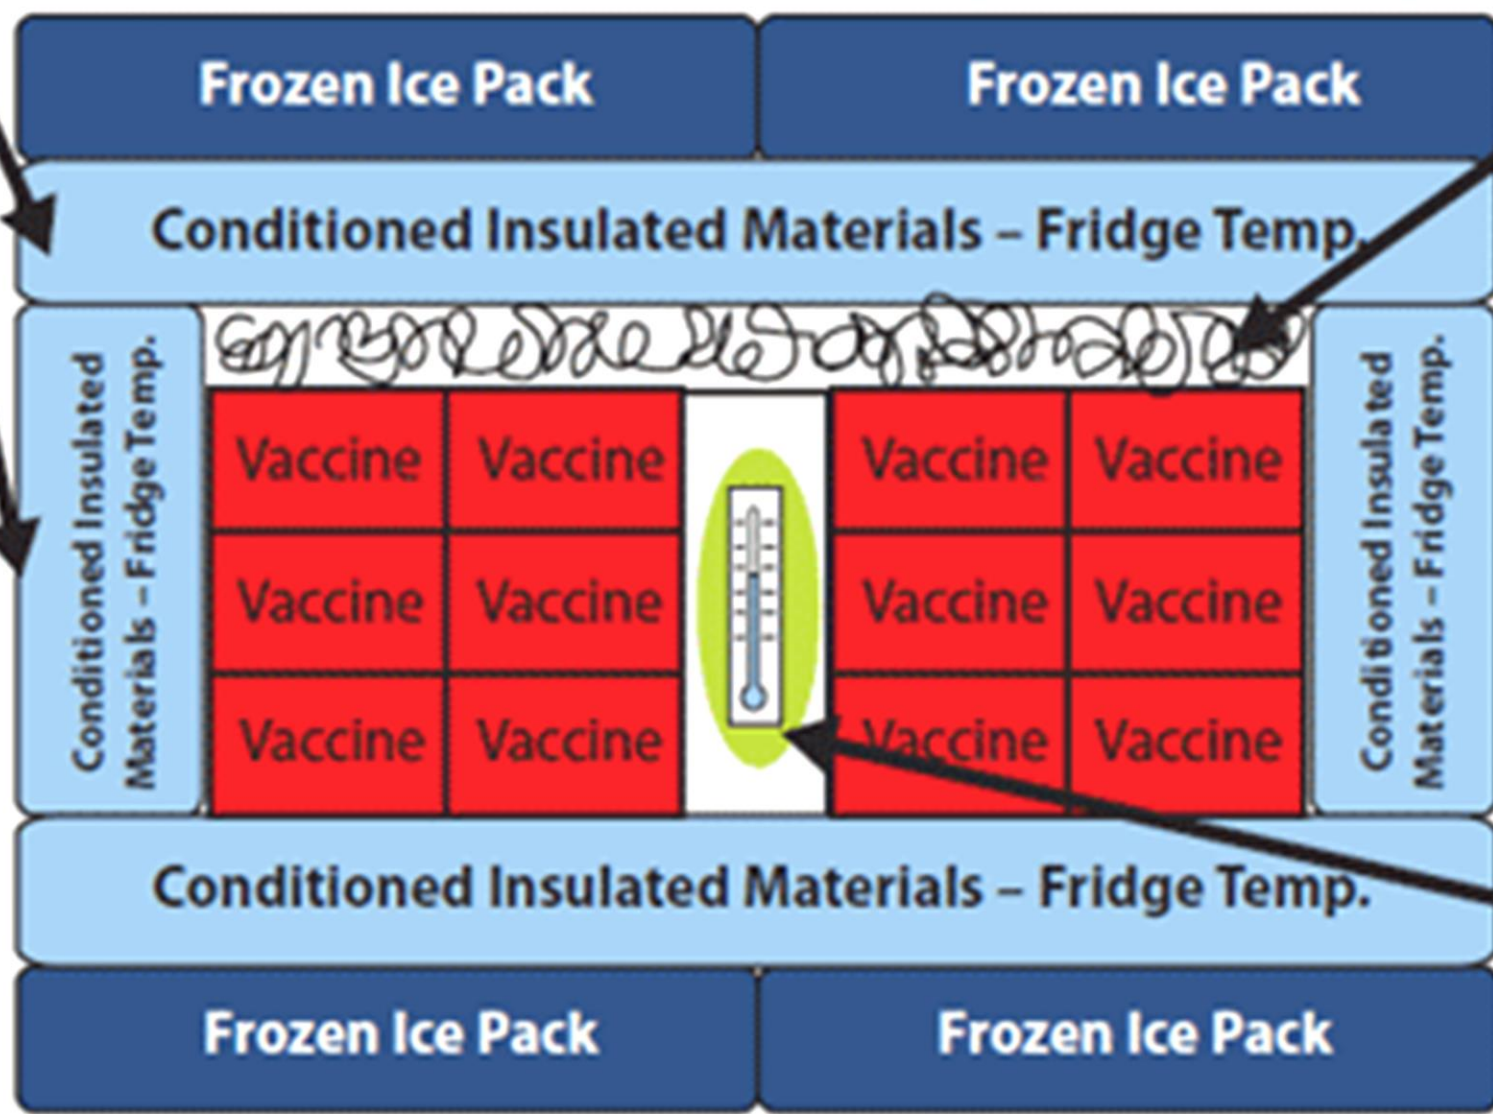 Frozen Ice Pack Frozen Ice Pack
Conditioned Insulated Materials – Fridge Temp.
Conditioned Insulated
Materials – Fridge Temp.
Vaccine Vaccine Vaccine Vaccine
Vaccine Vaccine Vaccine Vaccine
Vaccine Vaccine Vaccine Vaccine
Conditioned Insulated
Materials – Fridge Temp.
Conditioned Insulated Materials – Fridge Temp.
Frozen Ice Pack Frozen Ice Pack